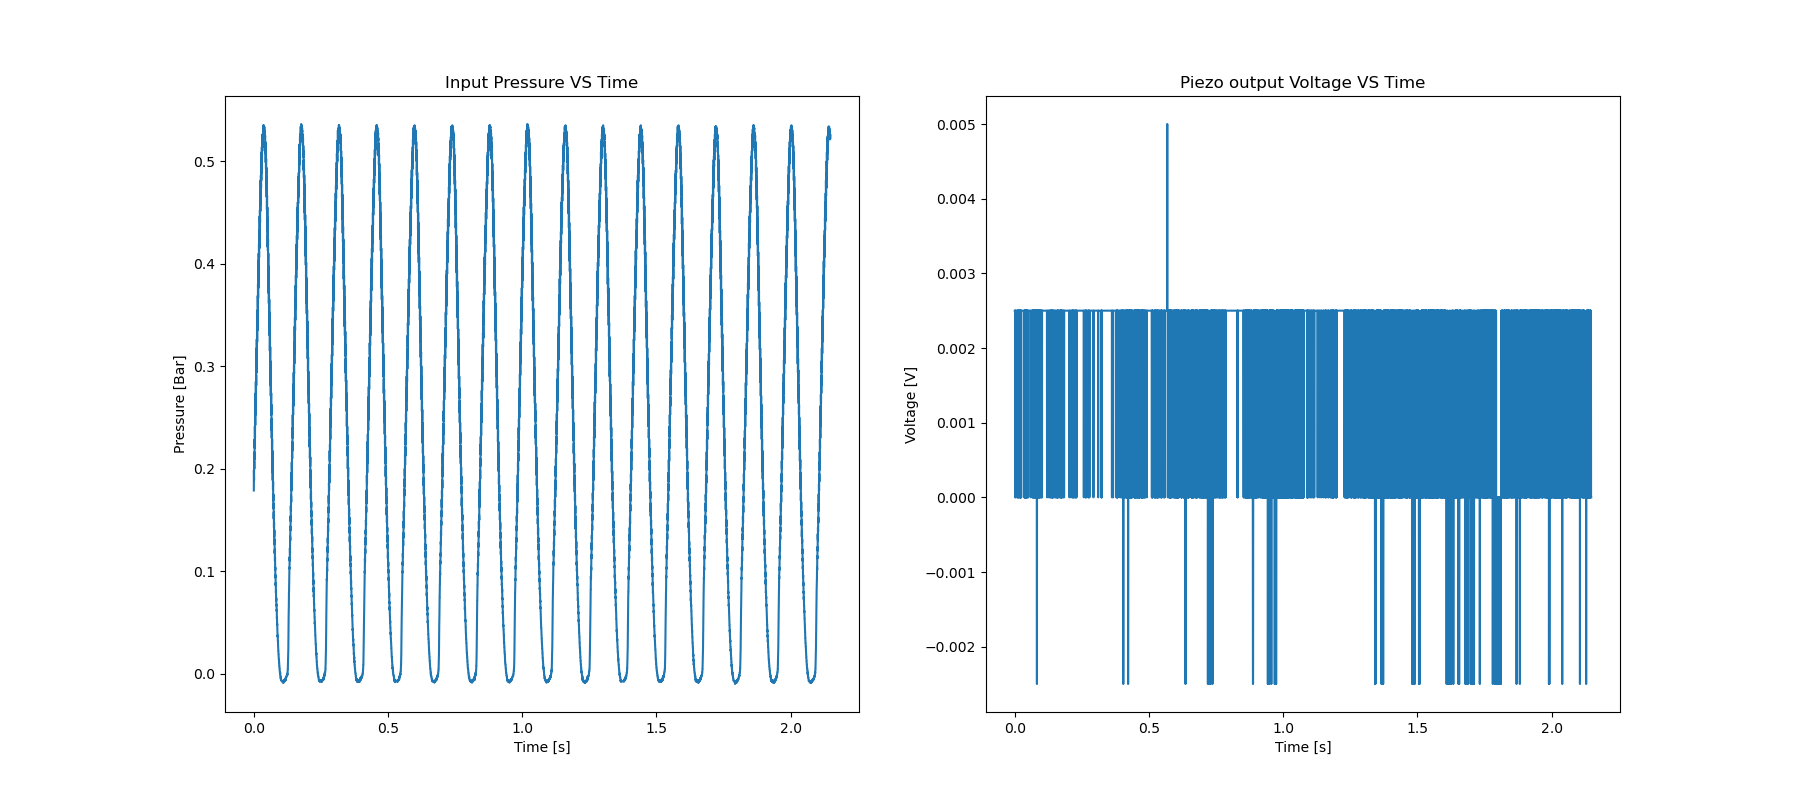 Input Pressure VS Time
Pressure [Bar]
0.5
0.4
0.3
0.2
0.1
0.0
0.0 0.5 1.0 1.5 2.0
Time [s]
Piezo output Voltage VS Time
Voltage [V]
0.005
0.004
0.003
0.002
0.001
0.000
−0.001
−0.002
0.0 0.5 1.0 1.5 2.0
Time [s]